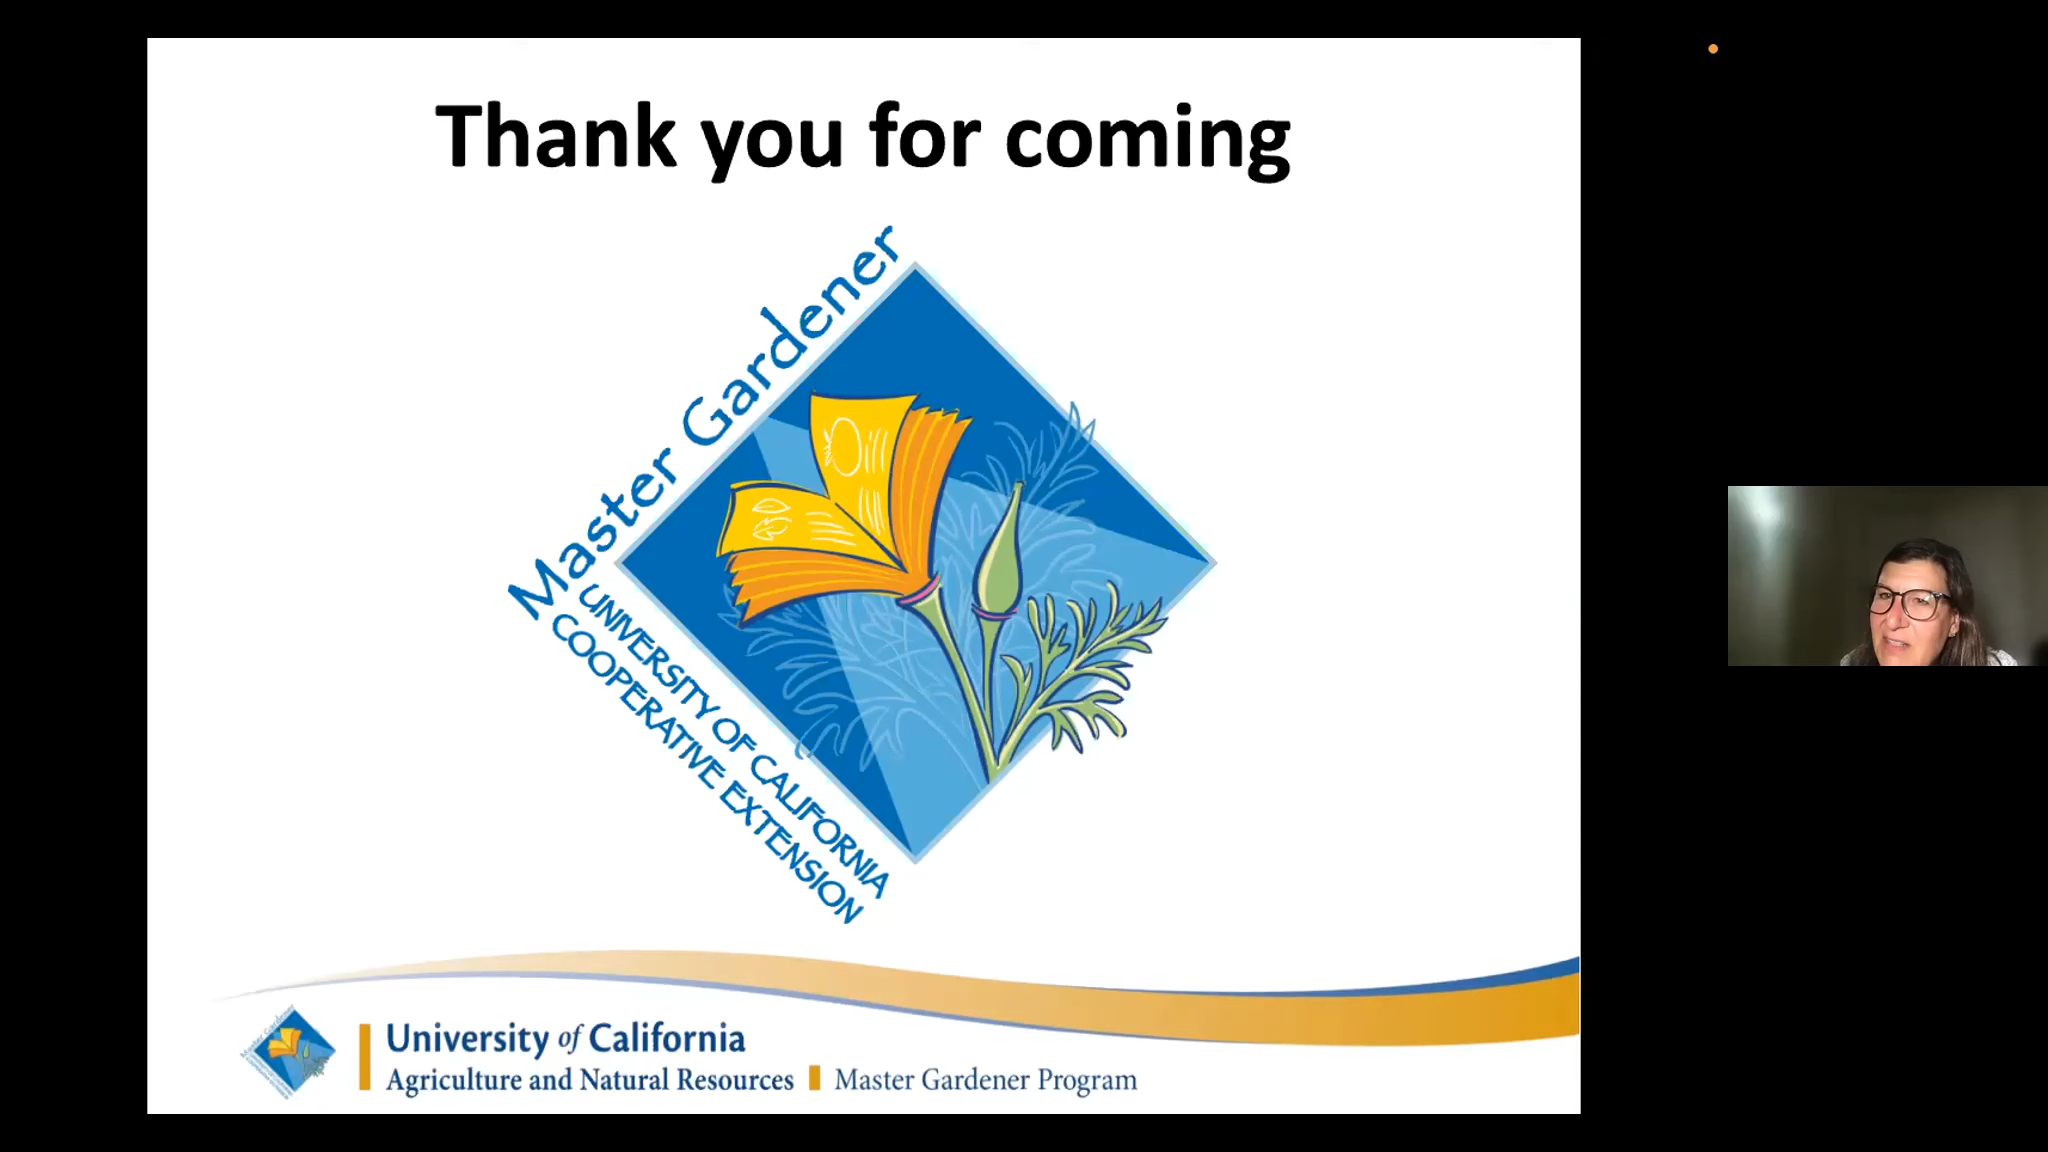 Thank you for coming
Master Gardener
UNIVERSITY OF CALIFORNIA
COOPERATIVE EXTENSION
University of California
Agriculture and Natural Resources Master Gardener Program